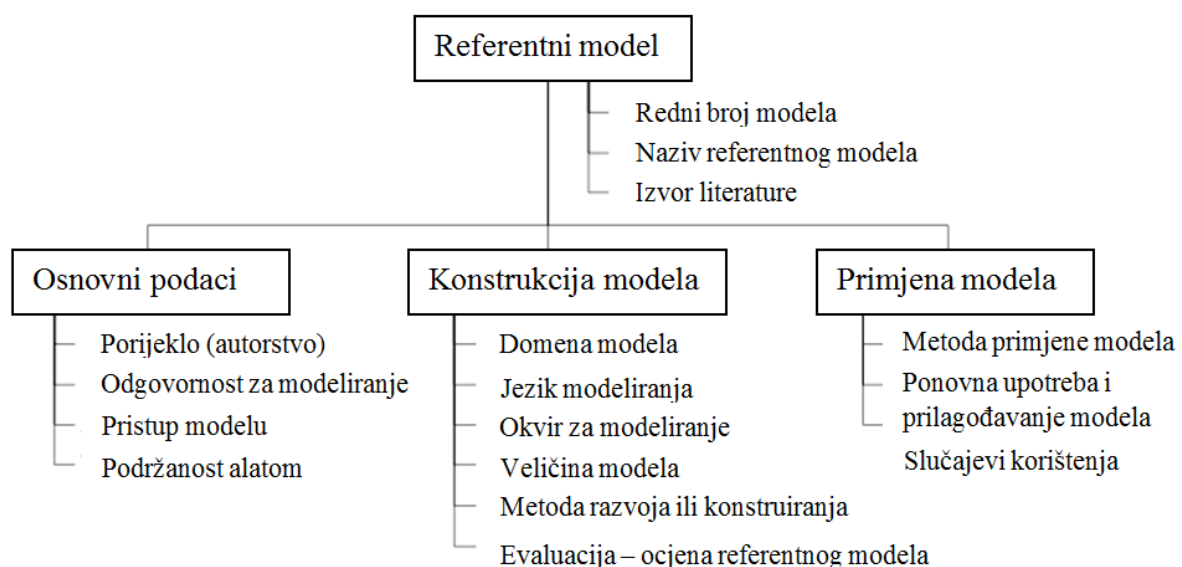 Referentni model
Redni broj modela
Naziv referentnog modela
Izvor literature
Osnovni podaci
Porijeklo (autorstvo)
Odgovornost za modeliranje
Pristup modelu
Podržanost alatom
Konstrukcija modela
Domena modela
Jezik modeliranja
Okvir za modeliranje
Veličina modela
Metoda razvoja ili konstruiranja
Evaluacija – ocjena referentnog modela
Primjena modela
Metoda primjene modela
Ponovna upotreba i
prilagođavanje modela
Slučajevi korištenja